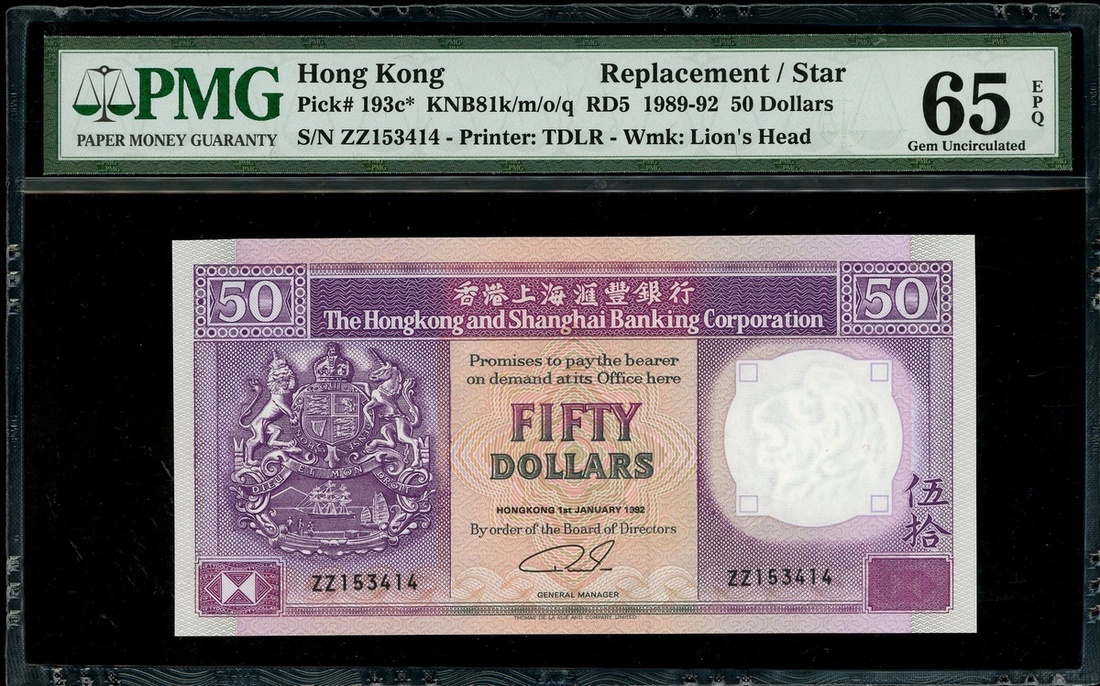 PMG
PAPER MONEY GUARANTY
Hong Kong Replacement / Star
Pick# 193c* KNB81k/m/o/q RD5 1989-92 50 Dollars
S/N ZZ153414 - Printer: TDLR - Wmk: Lion's Head
65 EPQ
Gem Uncirculated
50 香港上海滙豐銀行 50
The Hongkong and Shanghai Banking Corporation
Promises to pay the bearer
on demand at its Office here
FIFTY
DOLLARS
HONGKONG 1st JANUARY 1992
By order of the Board of Directors
GENERAL MANAGER
DIEU ET MON DROIT
伍拾
ZZ153414 ZZ153414
THOMAS DE LA RUE AND COMPANY LIMITED